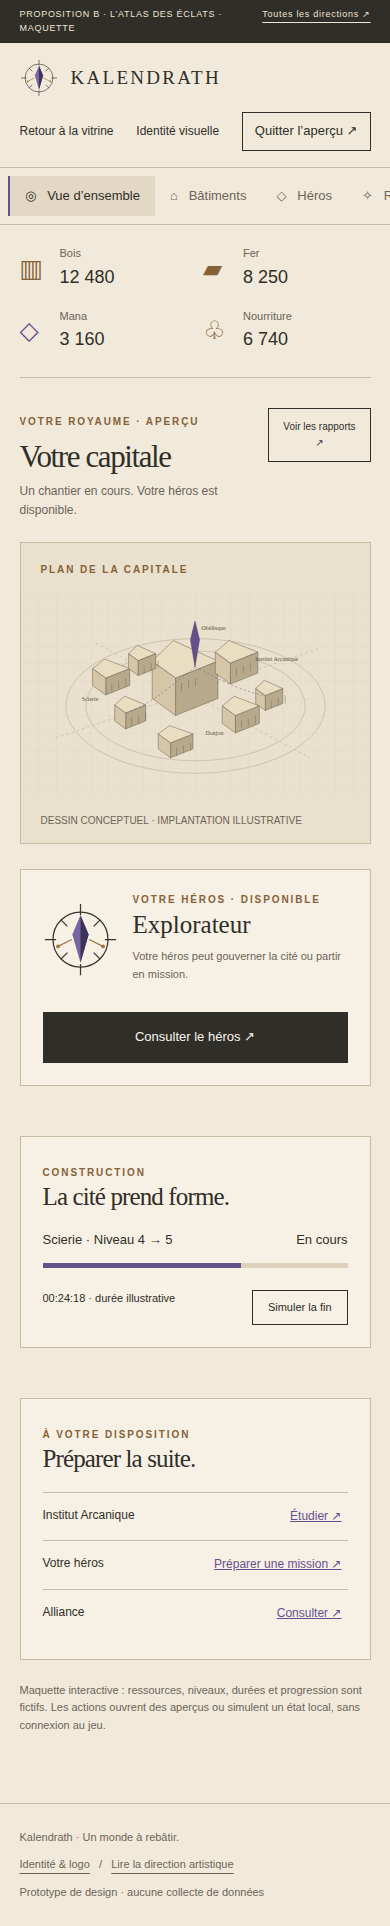 PROPOSITION B · L'ATLAS DES ÉCLATS · MAQUETTE
Toutes les directions ↗
KALENDRATH
Retour à la vitrine
Identité visuelle
Quitter l'aperçu ↗
Vue d'ensemble
Bâtiments
Héros
Bois
12 480
Fer
8 250
Mana
3 160
Nourriture
6 740
VOTRE ROYAUME · APERÇU
Votre capitale
Un chantier en cours. Votre héros est
disponible.
Voir les rapports
↗
PLAN DE LA CAPITALE
Obélisque
Institut Arcanique
Scierie
Donjon
DESSIN CONCEPTUEL · IMPLANTATION ILLUSTRATIVE
VOTRE HÉROS · DISPONIBLE
Explorateur
Votre héros peut gouverner la cité ou partir
en mission.
Consulter le héros ↗
CONSTRUCTION
La cité prend forme.
Scierie · Niveau 4 → 5
En cours
00:24:18 · durée illustrative
Simuler la fin
À VOTRE DISPOSITION
Préparer la suite.
Institut Arcanique
Étudier ↗
Votre héros
Préparer une mission ↗
Alliance
Consulter ↗
Maquette interactive : ressources, niveaux, durées et progression sont
fictifs. Les actions ouvrent des aperçus ou simulent un état local, sans
connexion au jeu.
Kalendrath · Un monde à rebâtir.
Identité & logo / Lire la direction artistique
Prototype de design · aucune collecte de données